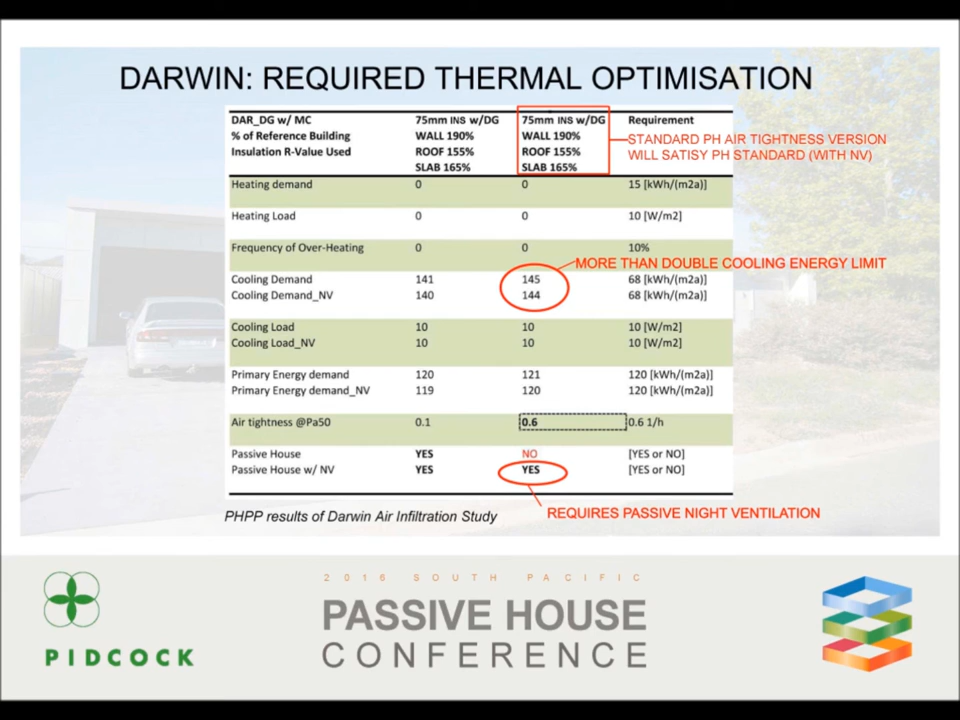 DARWIN: REQUIRED THERMAL OPTIMISATION
DAR_DG w/ MC 75mm INS w/DG 75mm INS w/DG Requirement
% of Reference Building WALL 190% WALL 190%
Insulation R-Value Used ROOF 155% ROOF 155%
SLAB 165% SLAB 165%
STANDARD PH AIR TIGHTNESS VERSION
WILL SATISY PH STANDARD (WITH NV)
Heating demand 0 0 15 [kWh/(m2a)]
Heating Load 0 0 10 [W/m2]
Frequency of Over-Heating 0 0 10%
MORE THAN DOUBLE COOLING ENERGY LIMIT
Cooling Demand 141 145 68 [kWh/(m2a)]
Cooling Demand_NV 140 144 68 [kWh/(m2a)]
Cooling Load 10 10 10 [W/m2]
Cooling Load_NV 10 10 10 [W/m2]
Primary Energy demand 120 121 120 [kWh/(m2a)]
Primary Energy demand_NV 119 120 120 [kWh/(m2a)]
Air tightness @Pa50 0.1 0.6 0.6 1/h
Passive House YES NO [YES or NO]
Passive House w/ NV YES YES [YES or NO]
REQUIRES PASSIVE NIGHT VENTILATION
PHPP results of Darwin Air Infiltration Study
2016 SOUTH PACIFIC
PASSIVE HOUSE
CONFERENCE
PIDCOCK